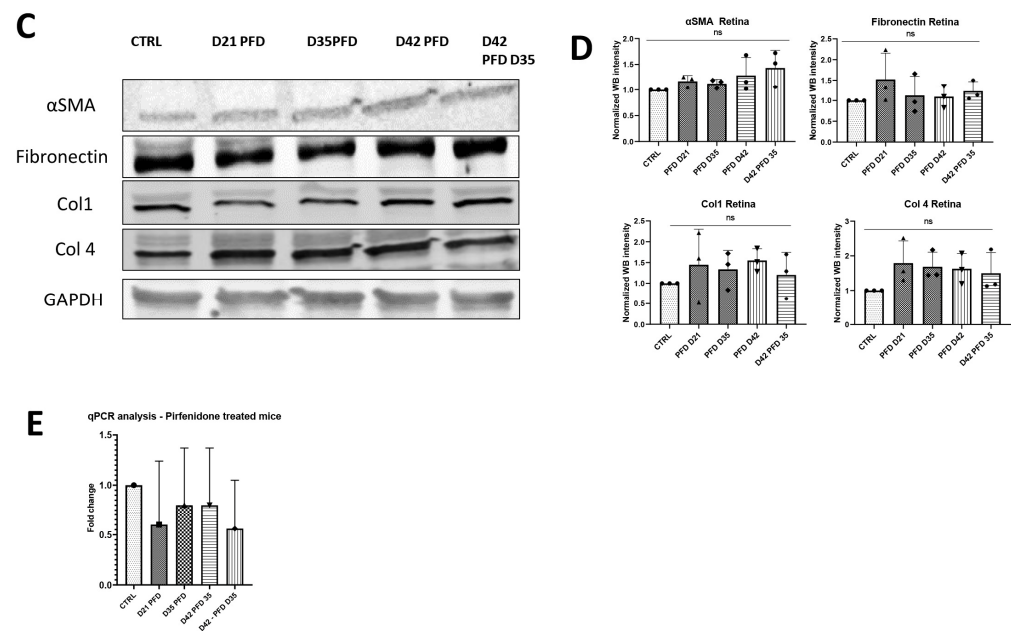 C
CTRL D21 PFD D35PFD D42 PFD D42
PFD D35
αSMA
Fibronectin
Col1
Col 4
GAPDH
D
αSMA Retina
ns
Normalized WB intensity
2.0
1.5
1.0
0.5
0.0
CTRL
PFD D21
PFD D35
PFD D42
D42 PFD 35
Fibronectin Retina
ns
Normalized WB intensity
2.5
2.0
1.5
1.0
0.5
0.0
CTRL
PFD D21
PFD D35
PFD D42
D42 PFD 35
Col1 Retina
ns
Normalized WB intensity
2.5
2.0
1.5
1.0
0.5
0.0
CTRL
PFD D21
PFD D35
PFD D42
D42 PFD 35
Col 4 Retina
ns
Normalized WB intensity
3
2
1
0
CTRL
PFD D21
PFD D35
PFD D42
D42 PFD 35
E
qPCR analysis - Pirfenidone treated mice
Fold change
1.5
1.0
0.5
0.0
CTRL
D21 PFD
D35 PFD
D42 PFD 35
D42 - PFD D35